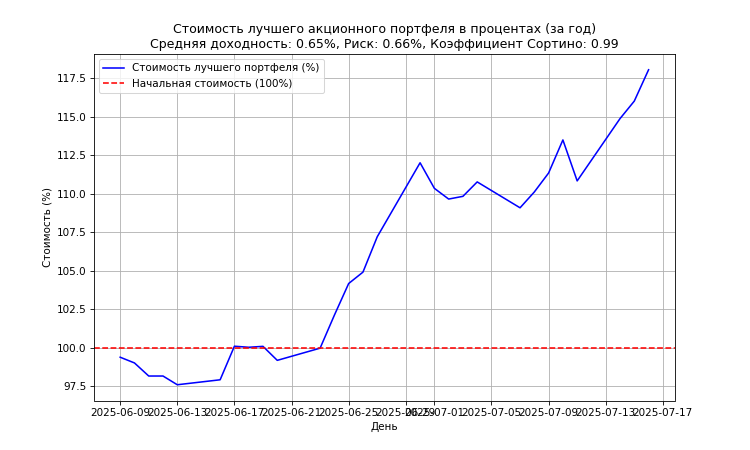 Стоимость лучшего акционного портфеля в процентах (за год)
Средняя доходность: 0.65%, Риск: 0.66%, Коэффициент Сортино: 0.99
Стоимость лучшего портфеля (%)
Начальная стоимость (100%)
117.5
115.0
112.5
110.0
107.5
105.0
102.5
100.0
97.5
Стоимость (%)
2025-06-09 2025-06-13 2025-06-17 2025-06-21 2025-06-25 2025-06-29 2025-07-01 2025-07-05 2025-07-09 2025-07-13 2025-07-17
День